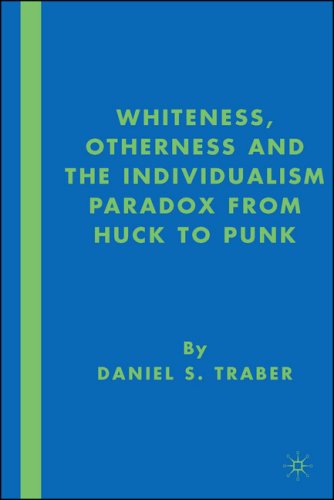 WHITENESS,
OTHERNESS AND
THE INDIVIDUALISM
PARADOX FROM
HUCK TO PUNK
By
DANIEL S. TRABER